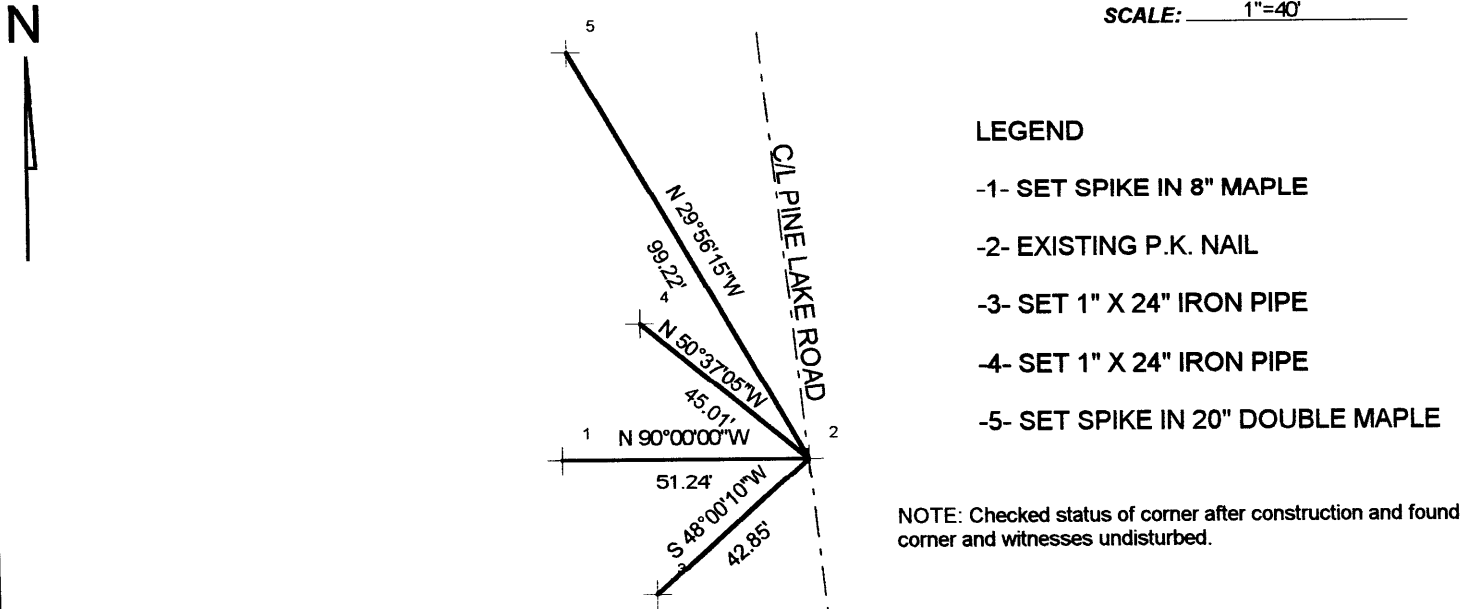 N
SCALE: 1"=40'
5
C/L PINE LAKE ROAD
N 29°56'15"W
99.22'
4
N 50°37'05"W
45.01'
1
N 90°00'00"W
2
51.24'
S 48°00'10"W
42.85'
3
LEGEND
-1- SET SPIKE IN 8" MAPLE
-2- EXISTING P.K. NAIL
-3- SET 1" X 24" IRON PIPE
-4- SET 1" X 24" IRON PIPE
-5- SET SPIKE IN 20" DOUBLE MAPLE
NOTE: Checked status of corner after construction and found
corner and witnesses undisturbed.